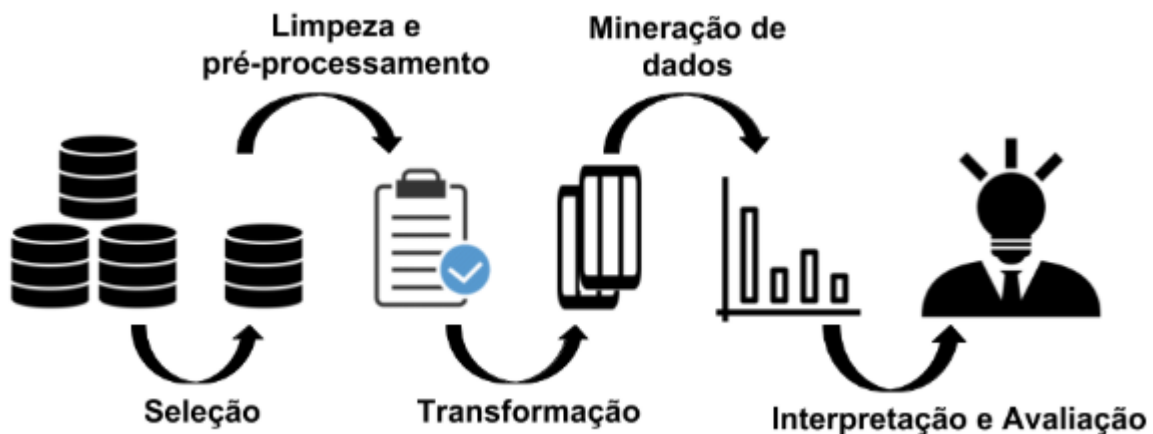 Limpeza e
pré-processamento
Mineração de
dados
Seleção
Transformação
Interpretação e Avaliação